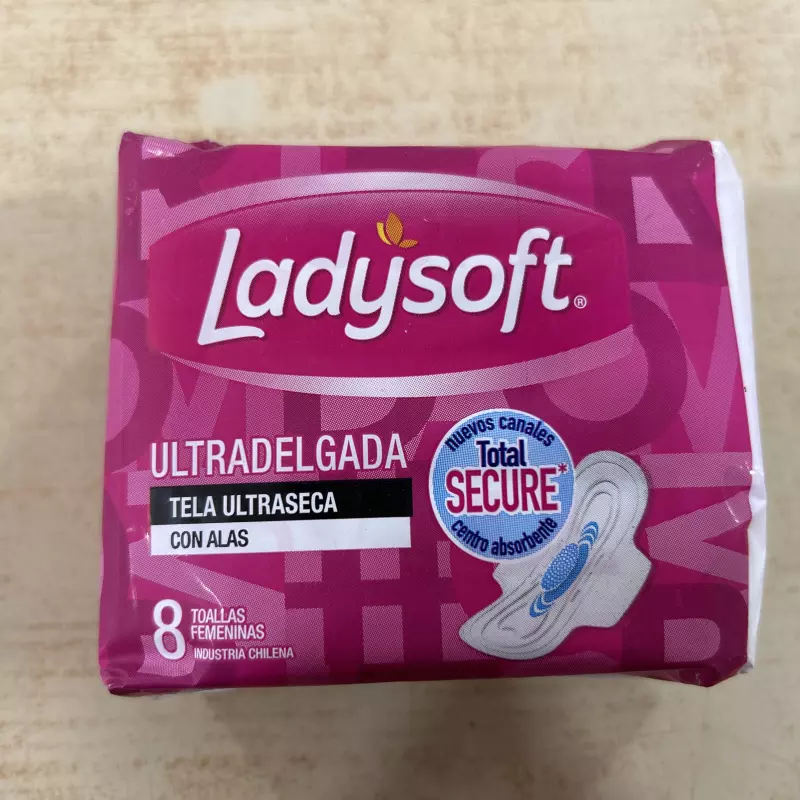 Ladysoft®
ULTRADELGADA
TELA ULTRASECA
CON ALAS
nuevos canales
Total
SECURE*
centro absorbente
8 TOALLAS
FEMENINAS
INDUSTRIA CHILENA